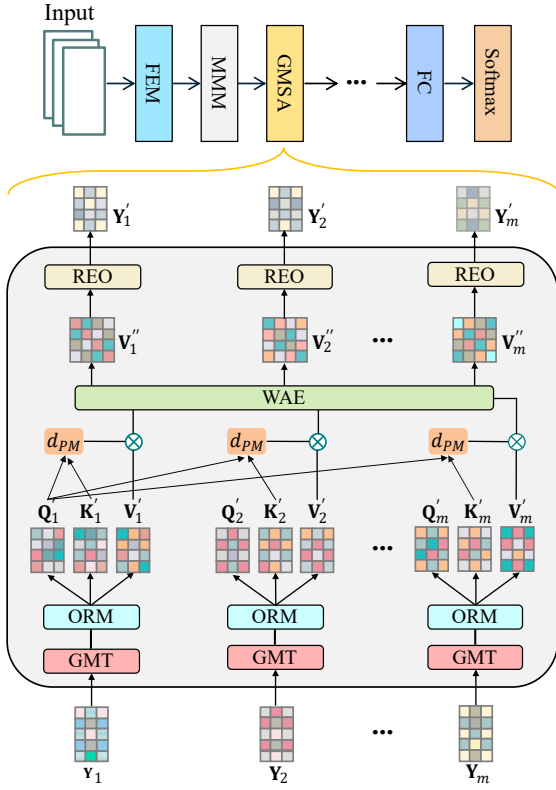 Input
FEM
MMM
GMSA
...
FC
Softmax
Y′1 Y′2 Y′m
REO REO REO
V″1 V″2 ... V″m
WAE
dPM ⊗ dPM ⊗ dPM ⊗
Q′1 K′1 V′1 Q′2 K′2 V′2 Q′m K′m V′m
...
ORM ORM ORM
GMT GMT GMT
Y1 Y2 ... Ym